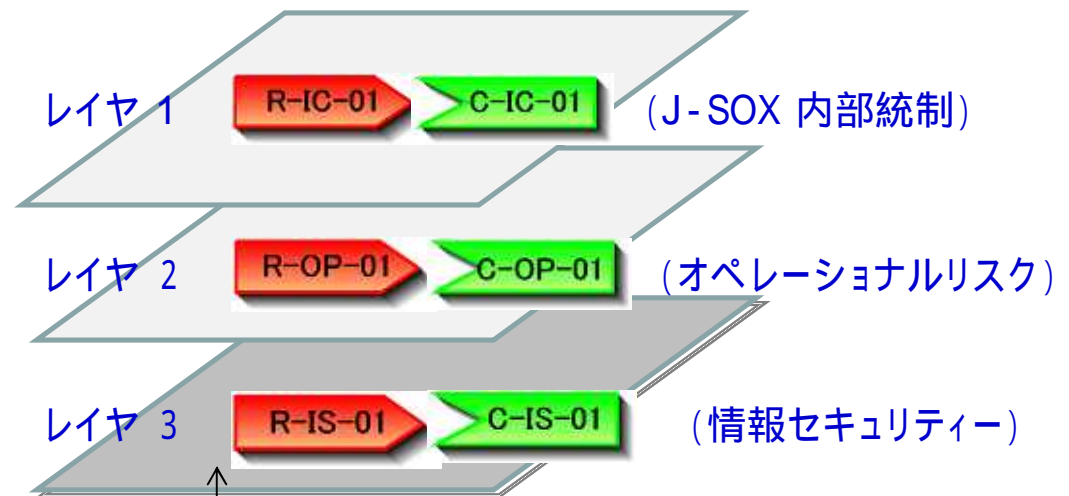 レイヤ 1 R-IC-01 C-IC-01 (J-SOX 内部統制)
レイヤ 2 R-OP-01 C-OP-01 (オペレーショナルリスク)
レイヤ 3 R-IS-01 C-IS-01 (情報セキュリティー)